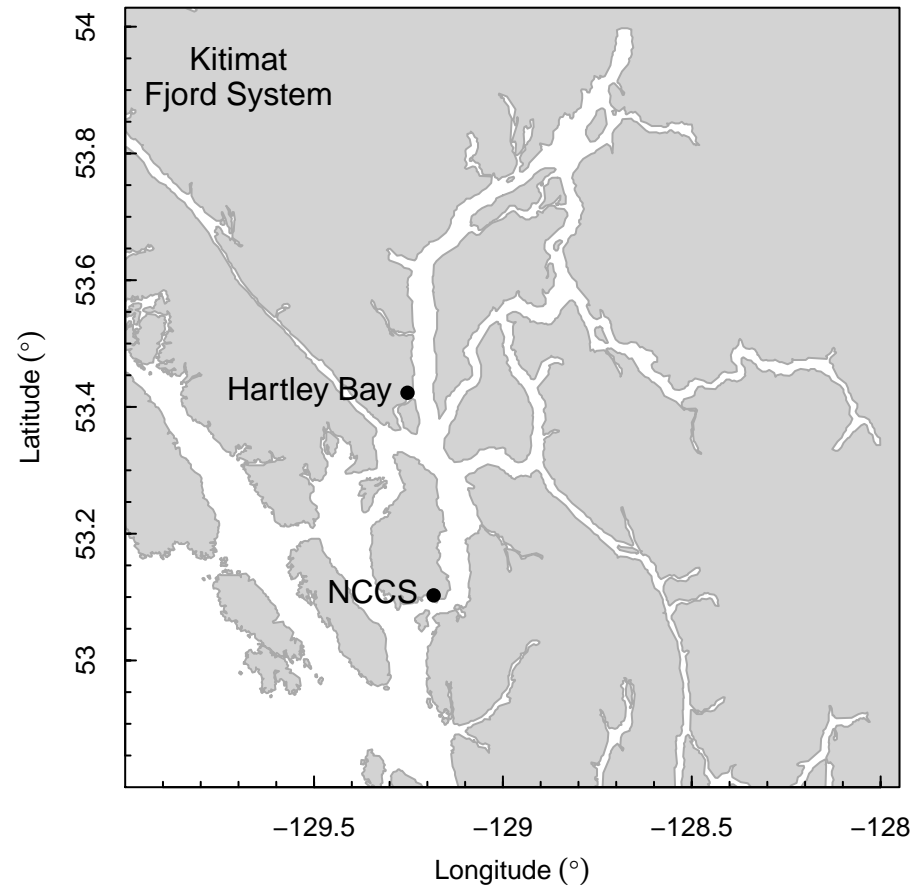 Kitimat
Fjord System
Hartley Bay
NCCS
Latitude (°)
54
53.8
53.6
53.4
53.2
53
−129.5
−129
−128.5
−128
Longitude (°)